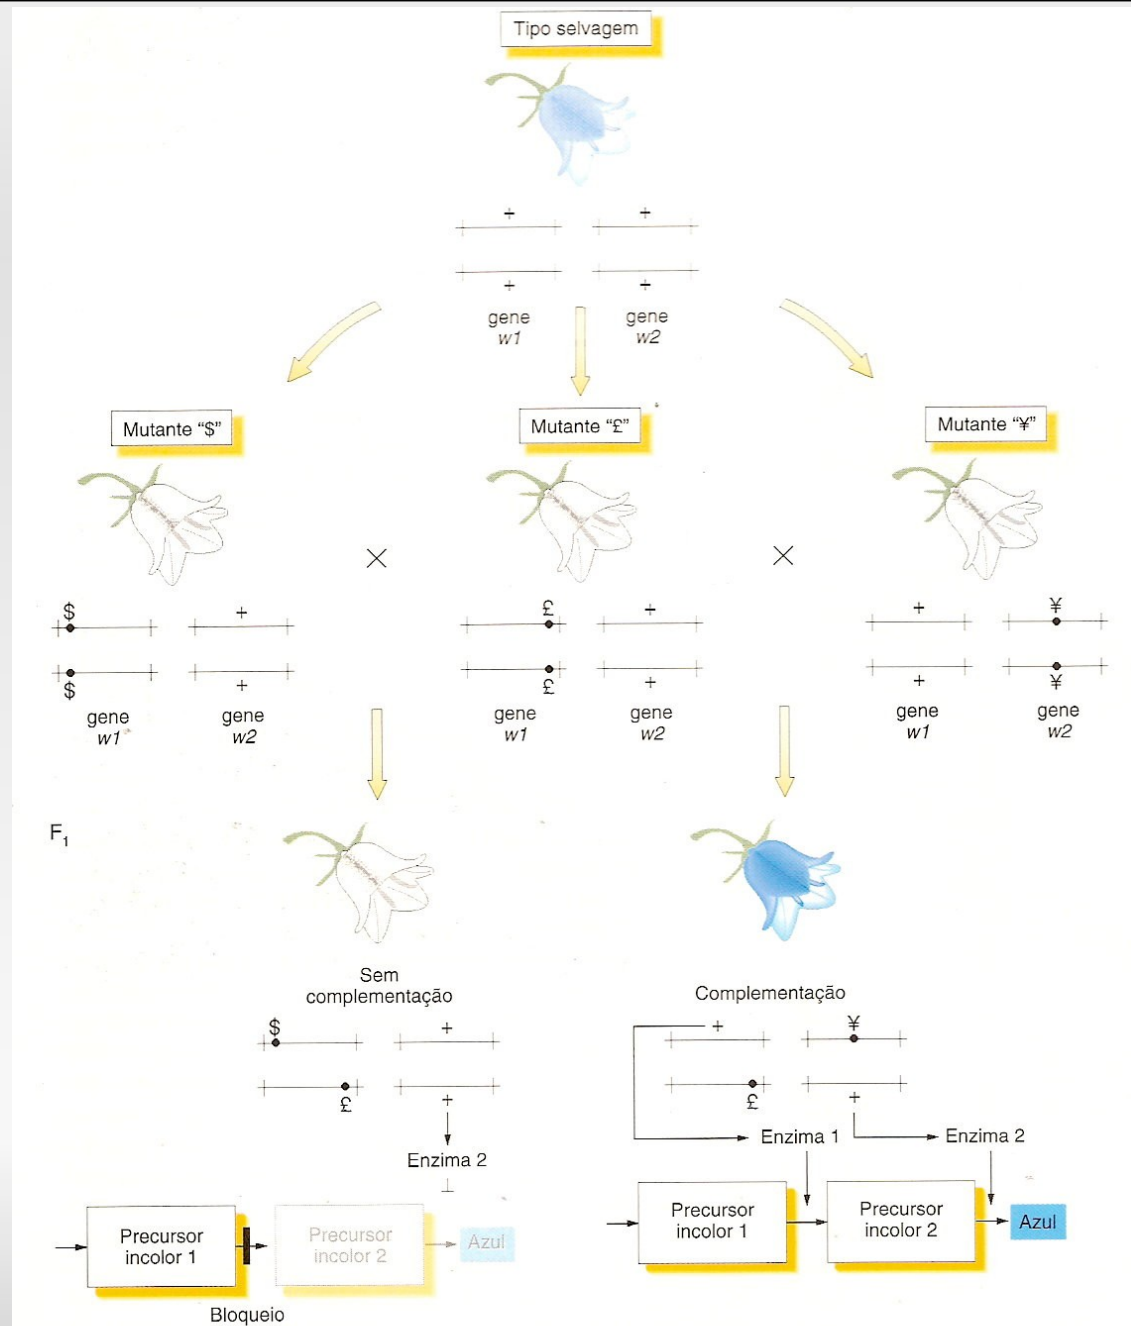 Tipo selvagem
+ +
+ +
gene gene
w1 w2
Mutante "$" Mutante "£" Mutante "¥"
× ×
$ + £ + + ¥
$ + £ + + ¥
gene gene gene gene gene gene
w1 w2 w1 w2 w1 w2
F1
Sem
complementação
$ +
£ +
Enzima 2
Precursor
incolor 1
Precursor
incolor 2
Azul
Bloqueio
Complementação
+ ¥
£ +
Enzima 1 Enzima 2
Precursor
incolor 1
Precursor
incolor 2
Azul